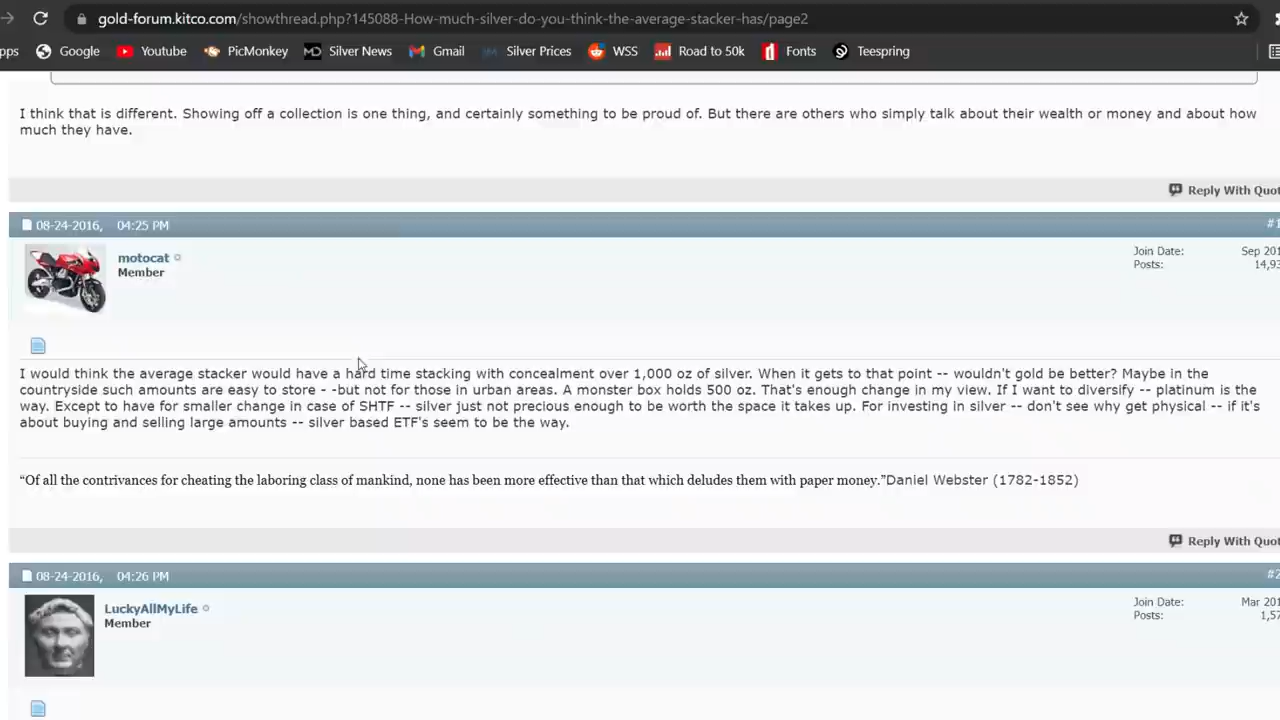 gold-forum.kitco.com/showthread.php?145088-How-much-silver-do-you-think-the-average-stacker-has/page2
pps Google Youtube PicMonkey Silver News Gmail Silver Prices WSS Road to 50k Fonts Teespring
I think that is different. Showing off a collection is one thing, and certainly something to be proud of. But there are others who simply talk about their wealth or money and about how
much they have.
Reply With Quot
08-24-2016, 04:25 PM #1
motocat
Member
Join Date: Sep 201
Posts: 14,93
I would think the average stacker would have a hard time stacking with concealment over 1,000 oz of silver. When it gets to that point -- wouldn't gold be better? Maybe in the
countryside such amounts are easy to store - -but not for those in urban areas. A monster box holds 500 oz. That's enough change in my view. If I want to diversify -- platinum is the
way. Except to have for smaller change in case of SHTF -- silver just not precious enough to be worth the space it takes up. For investing in silver -- don't see why get physical -- if it's
about buying and selling large amounts -- silver based ETF's seem to be the way.
“Of all the contrivances for cheating the laboring class of mankind, none has been more effective than that which deludes them with paper money.”Daniel Webster (1782-1852)
Reply With Quot
08-24-2016, 04:26 PM #2
LuckyAllMyLife
Member
Join Date: Mar 201
Posts: 1,57